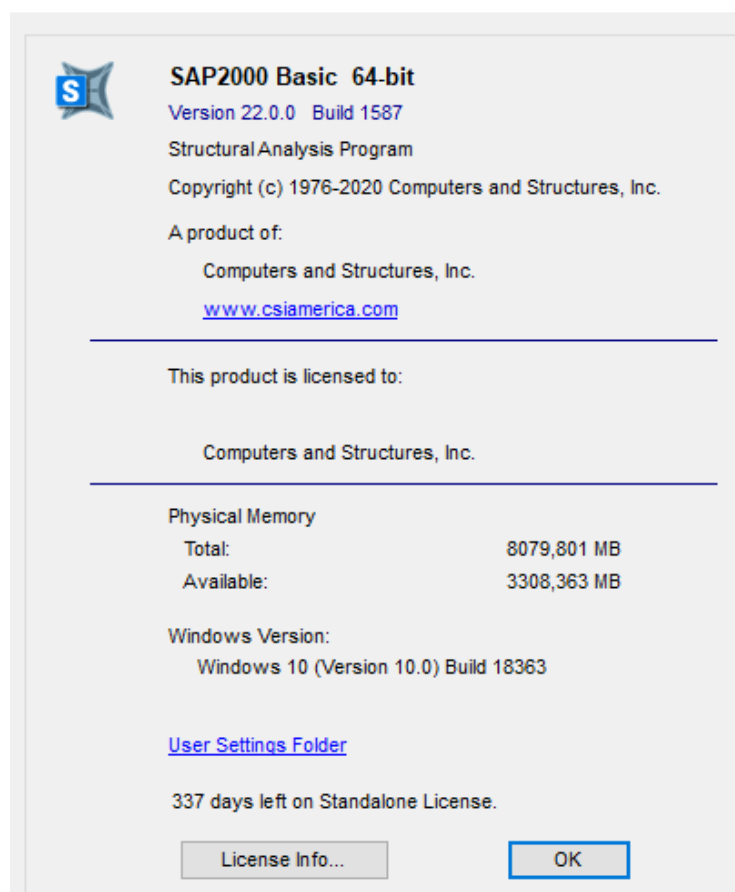 S
SAP2000 Basic 64-bit
Version 22.0.0 Build 1587
Structural Analysis Program
Copyright (c) 1976-2020 Computers and Structures, Inc.
A product of:
Computers and Structures, Inc.
www.csiamerica.com
This product is licensed to:
Computers and Structures, Inc.
Physical Memory
Total: 8079,801 MB
Available: 3308,363 MB
Windows Version:
Windows 10 (Version 10.0) Build 18363
User Settings Folder
337 days left on Standalone License.
License Info... OK